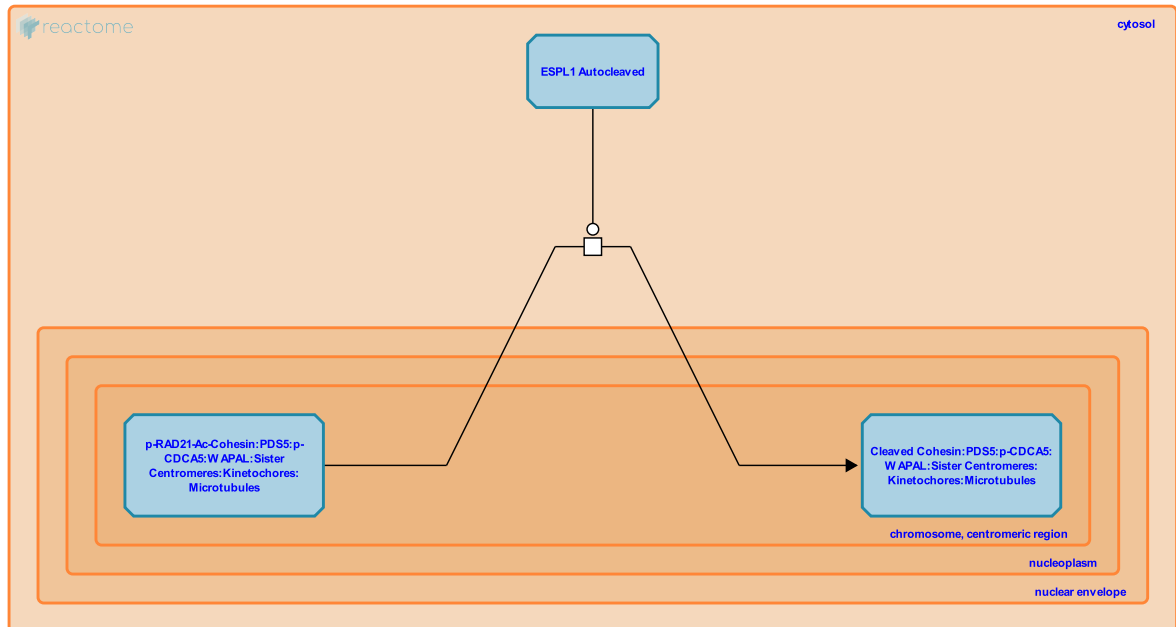 reactome
cytosol
ESPL1 Autocleaved
p-RAD21-Ac-Cohesin:PDS5:p-
CDCA5:WAPAL:Sister
Centromeres:Kinetochores:
Microtubules
Cleaved Cohesin:PDS5:p-CDCA5:
WAPAL:Sister Centromeres:
Kinetochores:Microtubules
chromosome, centromeric region
nucleoplasm
nuclear envelope